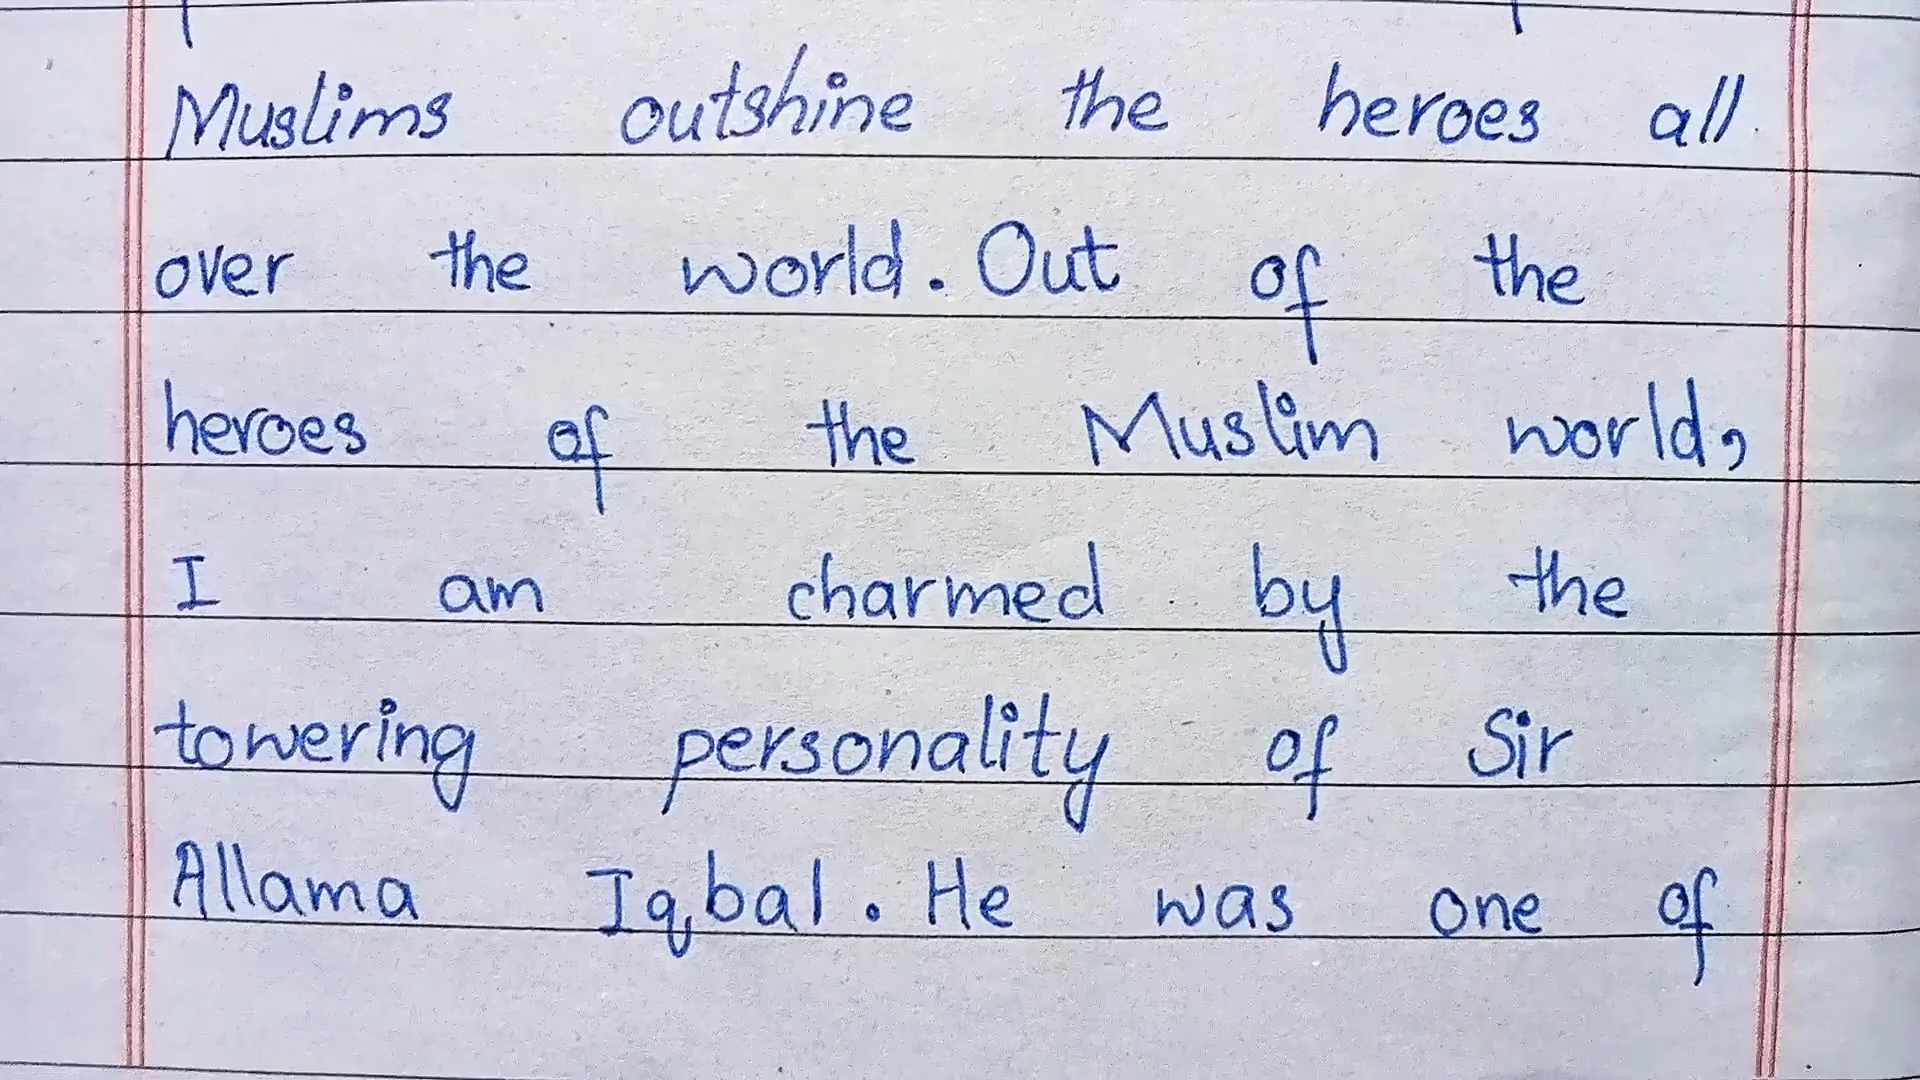 Muslims outshine the heroes all
over the world. Out of the
heroes of the Muslim world,
I am charmed by the
towering personality of Sir
Allama Iqbal. He was one of